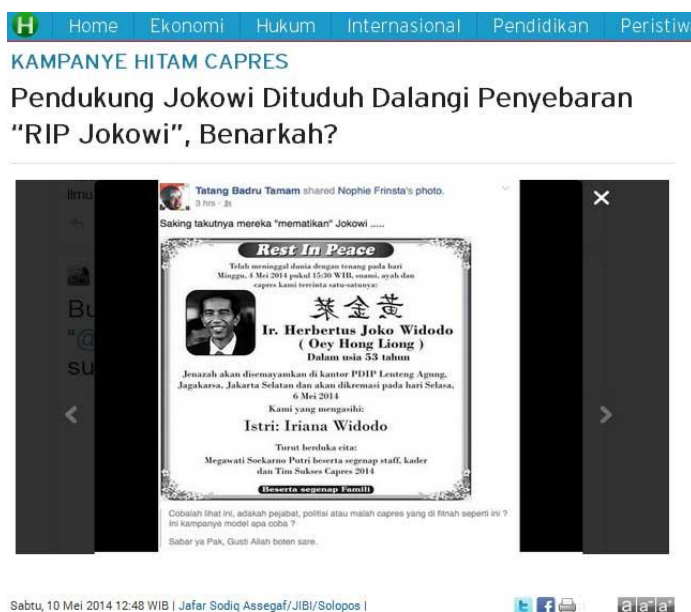 H Home Ekonomi Hukum Internasional Pendidikan Peristiw
KAMPANYE HITAM CAPRES
Pendukung Jokowi Dituduh Dalangi Penyebaran
“RIP Jokowi”, Benarkah?
Ilmu
Bu
“@
su
Tatang Badru Tamam shared Nophie Frinsta's photo.
3 hrs
Saking takutnya mereka "mematikan" Jokowi .....
Rest In Peace
Telah meninggal dunia dengan tenang pada hari
Minggu, 4 Mei 2014 pukul 15:30 WIB, suami, ayah dan
capres kami tercinta satu-satunya:
黄金葉
Ir. Herbertus Joko Widodo
( Oey Hong Liong )
Dalam usia 53 tahun
Jenazah akan disemayamkan di kantor PDIP Lenteng Agung,
Jagakarsa, Jakarta Selatan dan akan dikremasi pada hari Selasa,
6 Mei 2014
Kami yang mengasihi:
Istri: Iriana Widodo
Turut berduka cita:
Megawati Soekarno Putri beserta segenap staff, kader
dan Tim Sukses Capres 2014
Beserta segenap Famili
Cobalah lihat ini, adakah pejabat, politisi atau malah capres yang di fitnah seperti ini ?
Ini kampanye model apa coba ?
Sabar ya Pak, Gusti Allah boten sare.
Sabtu, 10 Mei 2014 12:48 WIB | Jafar Sodiq Assegaf/JIBI/Solopos |
a a- a+